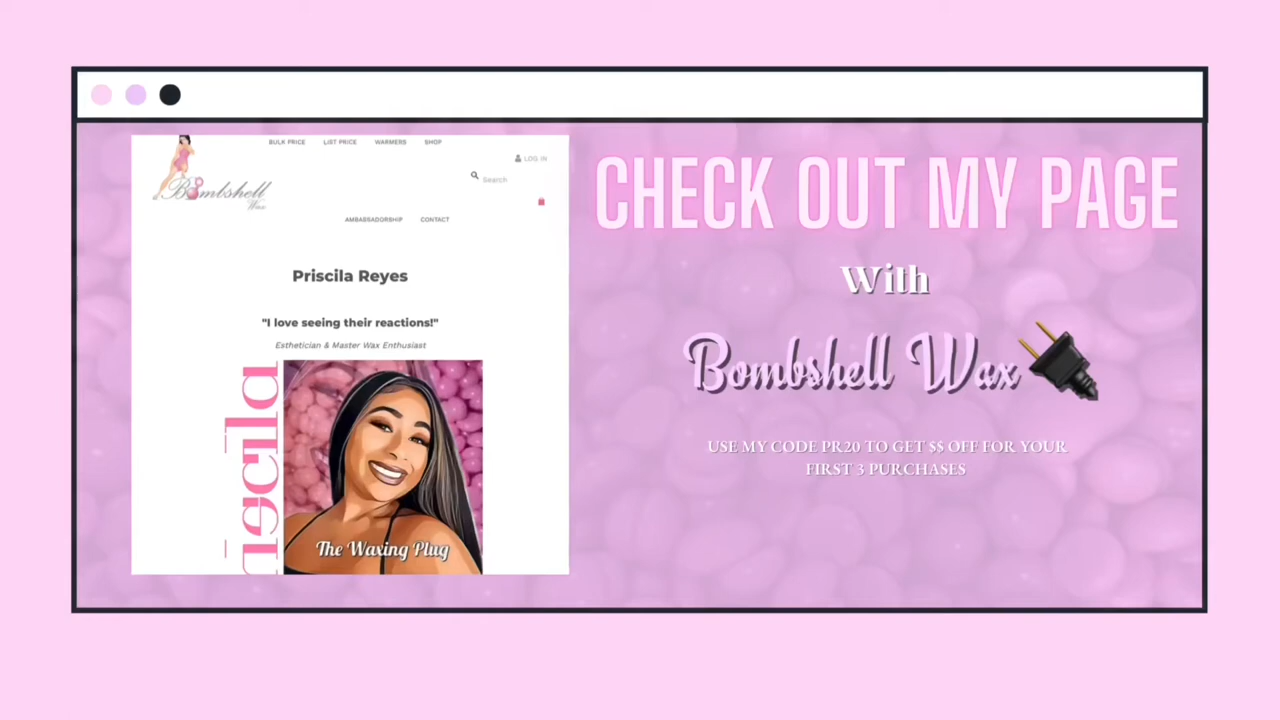 BULK PRICE LIST PRICE WARMERS SHOP
LOG IN
Search
Bombshell
Wax
AMBASSADORSHIP CONTACT
Priscila Reyes
"I love seeing their reactions!"
Esthetician & Master Wax Enthusiast
riscila
The Waxing Plug
CHECK OUT MY PAGE
With
Bombshell Wax
USE MY CODE PR20 TO GET $$ OFF FOR YOUR
FIRST 3 PURCHASES